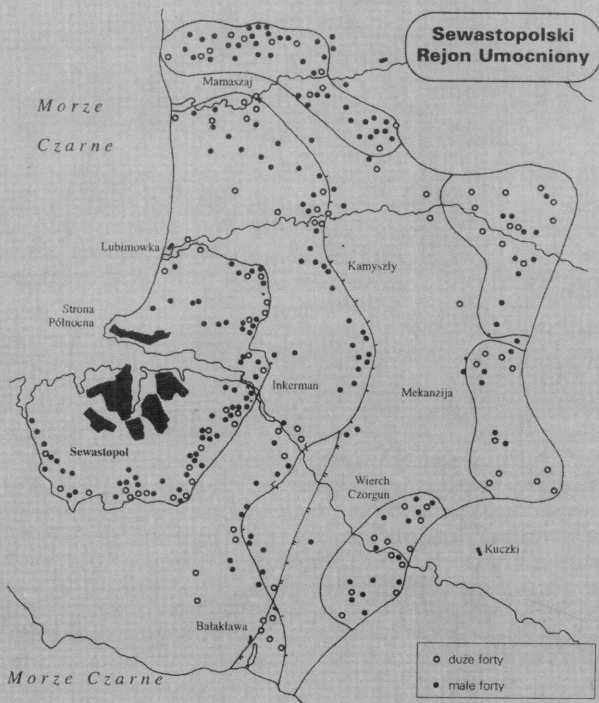 Sewastopolski
Rejon Umocniony
Mamaszaj
Morze
Czarne
Lubimowka
Kamyszły
Strona
Północna
Inkerman
Mekanzija
Sewastopol
Wierch
Czorgun
Kuczki
Bałakława
Morze Czarne
duże forty
małe forty